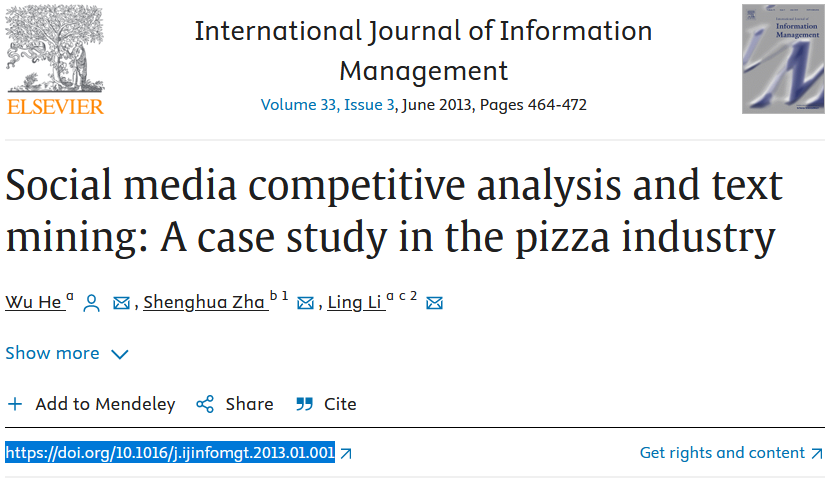 International Journal of Information
Management
ELSEVIER
Volume 33, Issue 3, June 2013, Pages 464-472
Information
Management
Social media competitive analysis and text
mining: A case study in the pizza industry
Wu He a , Shenghua Zha b 1 , Ling Li a c 2
Show more
Add to Mendeley Share Cite
https://doi.org/10.1016/j.ijinfomgt.2013.01.001 Get rights and content